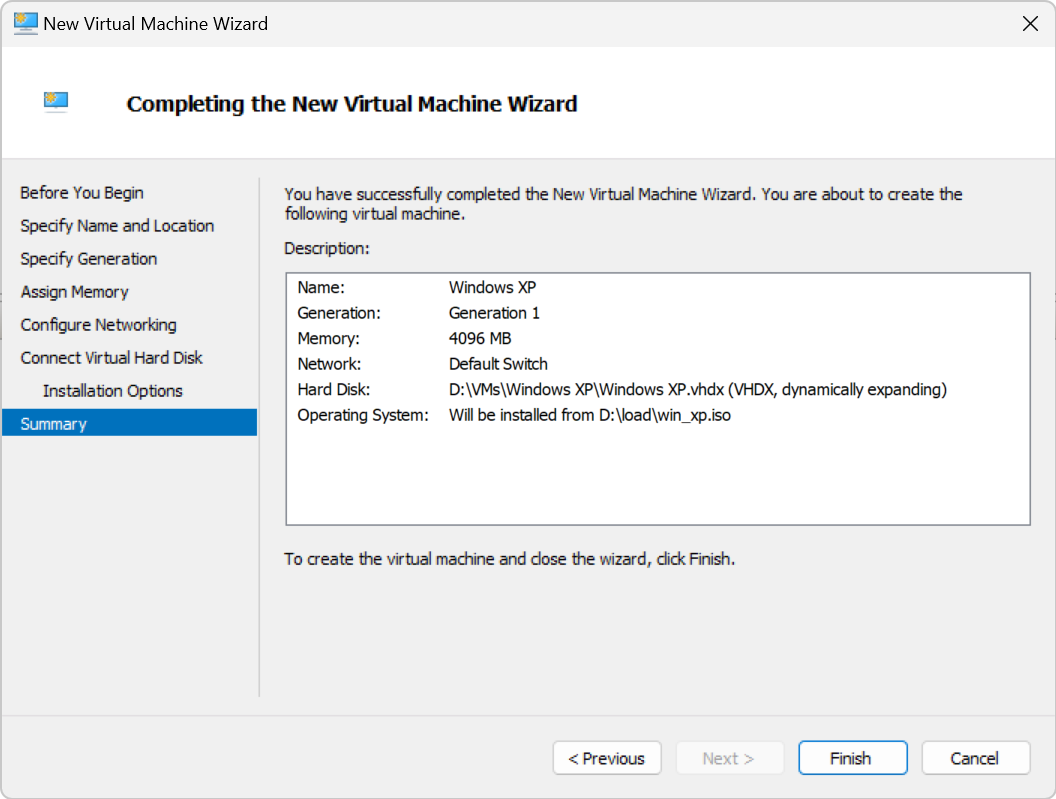 New Virtual Machine Wizard
Completing the New Virtual Machine Wizard
Before You Begin
Specify Name and Location
Specify Generation
Assign Memory
Configure Networking
Connect Virtual Hard Disk
Installation Options
Summary
You have successfully completed the New Virtual Machine Wizard. You are about to create the
following virtual machine.
Description:
Name: Windows XP
Generation: Generation 1
Memory: 4096 MB
Network: Default Switch
Hard Disk: D:\VMs\Windows XP\Windows XP.vhdx (VHDX, dynamically expanding)
Operating System: Will be installed from D:\load\win_xp.iso
To create the virtual machine and close the wizard, click Finish.
< Previous Next > Finish Cancel